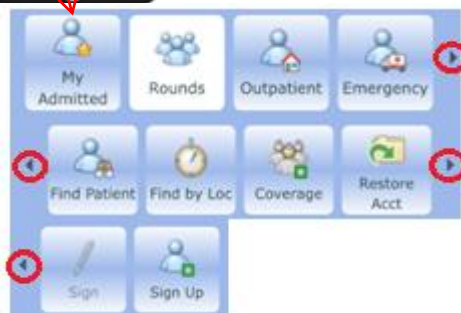 My
Admitted
Rounds
Outpatient
Emergency
Find Patient
Find by Loc
Coverage
Restore
Acct
Sign
Sign Up